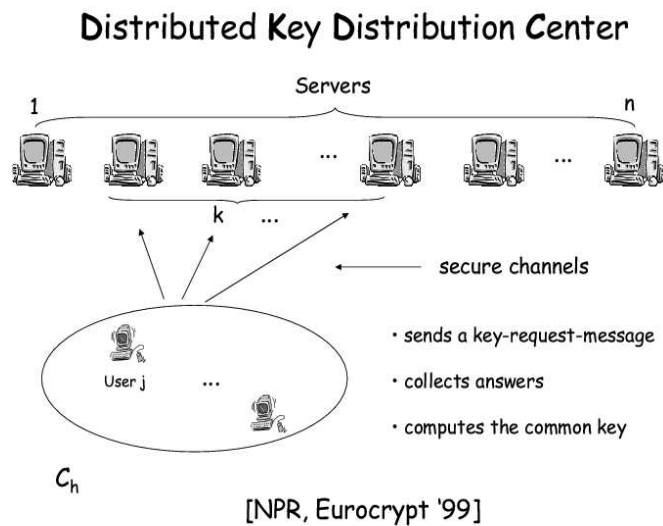 Distributed Key Distribution Center
Servers
1
n
...
...
k ...
secure channels
User j
...
• sends a key-request-message
• collects answers
• computes the common key
Ch
[NPR, Eurocrypt '99]